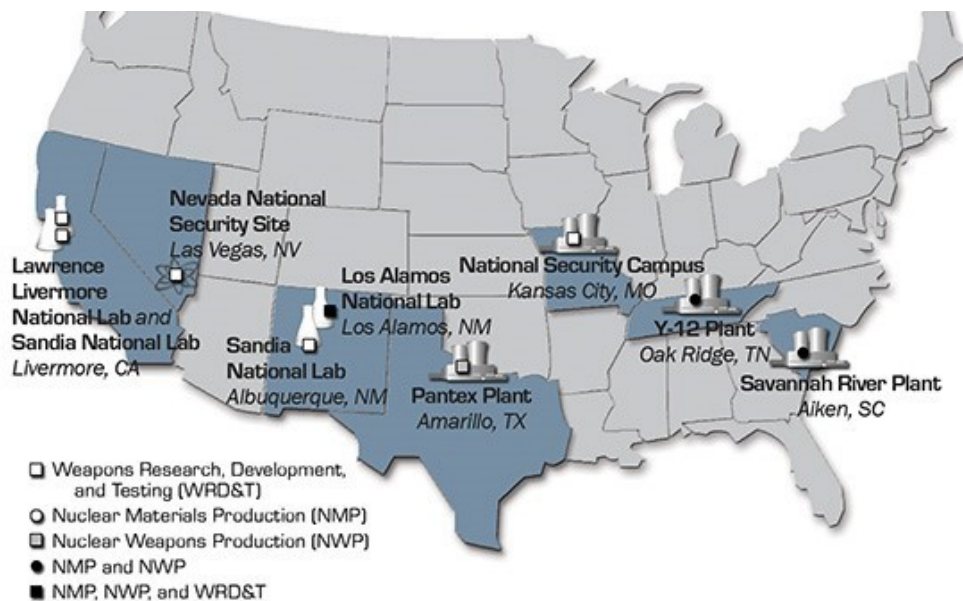 Nevada National
Security Site
Las Vegas, NV
Lawrence
Livermore
National Lab and
Sandia National Lab
Livermore, CA
Los Alamos
National Lab
Los Alamos, NM
Sandia
National Lab
Albuquerque, NM
Pantex Plant
Amarillo, TX
National Security Campus
Kansas City, MO
Y-12 Plant
Oak Ridge, TN
Savannah River Plant
Aiken, SC
Weapons Research, Development,
and Testing (WRD&T)
Nuclear Materials Production (NMP)
Nuclear Weapons Production (NWP)
NMP and NWP
NMP, NWP, and WRD&T